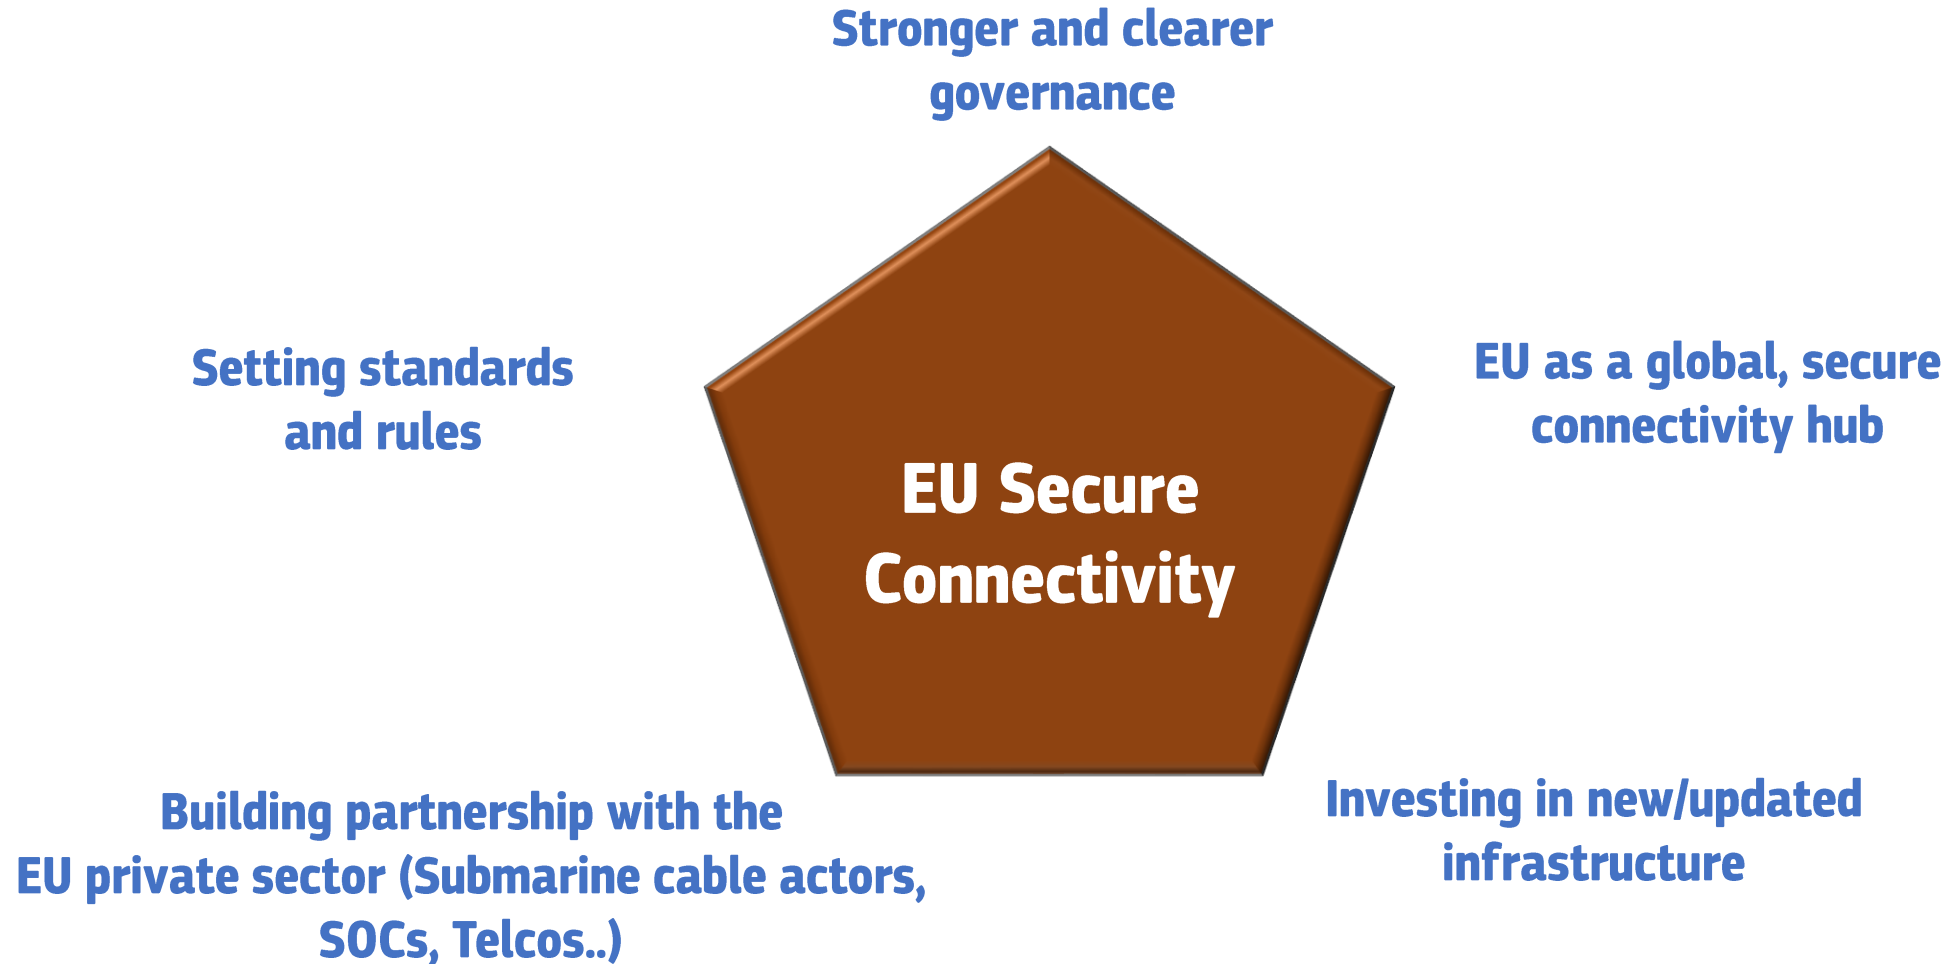 Stronger and clearer
governance
Setting standards
and rules
EU as a global, secure
connectivity hub
EU Secure
Connectivity
Building partnership with the
EU private sector (Submarine cable actors,
SOCs, Telcos..)
Investing in new/updated
infrastructure